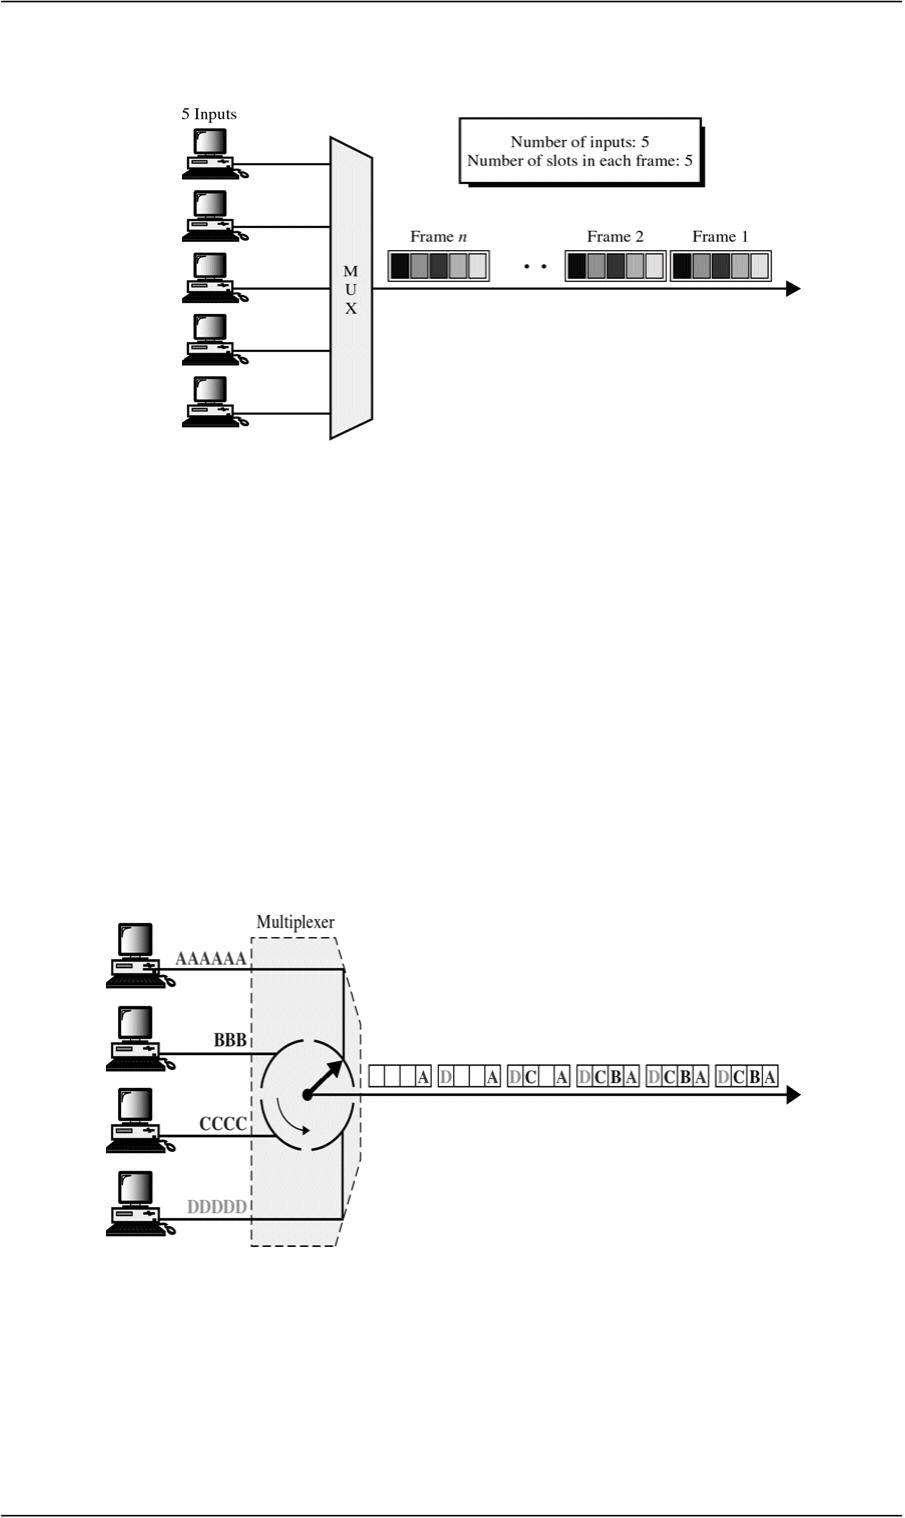 5 Inputs
Number of inputs: 5
Number of slots in each frame: 5
Frame n
Frame 2
Frame 1
. .
M
U
X
Multiplexer
AAAAAA
BBB
A D A D C A D C B A D C B A D C B A
CCCC
DDDDD